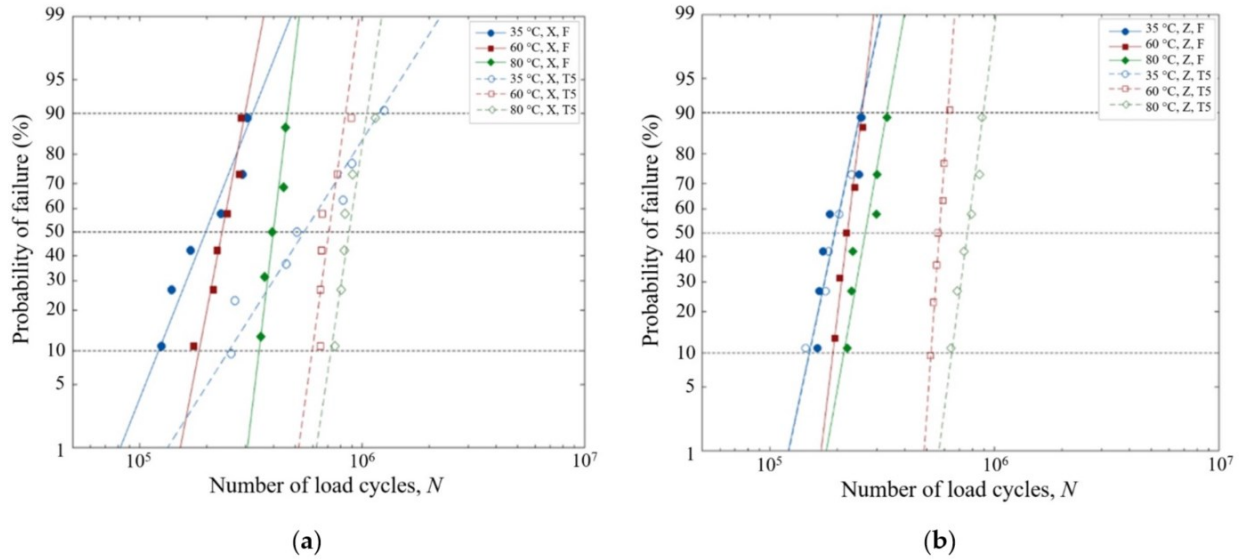 99
95
90
80
70
60
50
40
30
20
10
5
1
Probability of failure (%)
10⁵
10⁶
10⁷
Number of load cycles, N
35 °C, X, F
60 °C, X, F
80 °C, X, F
35 °C, X, T5
60 °C, X, T5
80 °C, X, T5
(a)
99
95
90
80
70
60
50
40
30
20
10
5
1
Probability of failure (%)
10⁵
10⁶
10⁷
Number of load cycles, N
35 °C, Z, F
60 °C, Z, F
80 °C, Z, F
35 °C, Z, T5
60 °C, Z, T5
80 °C, Z, T5
(b)